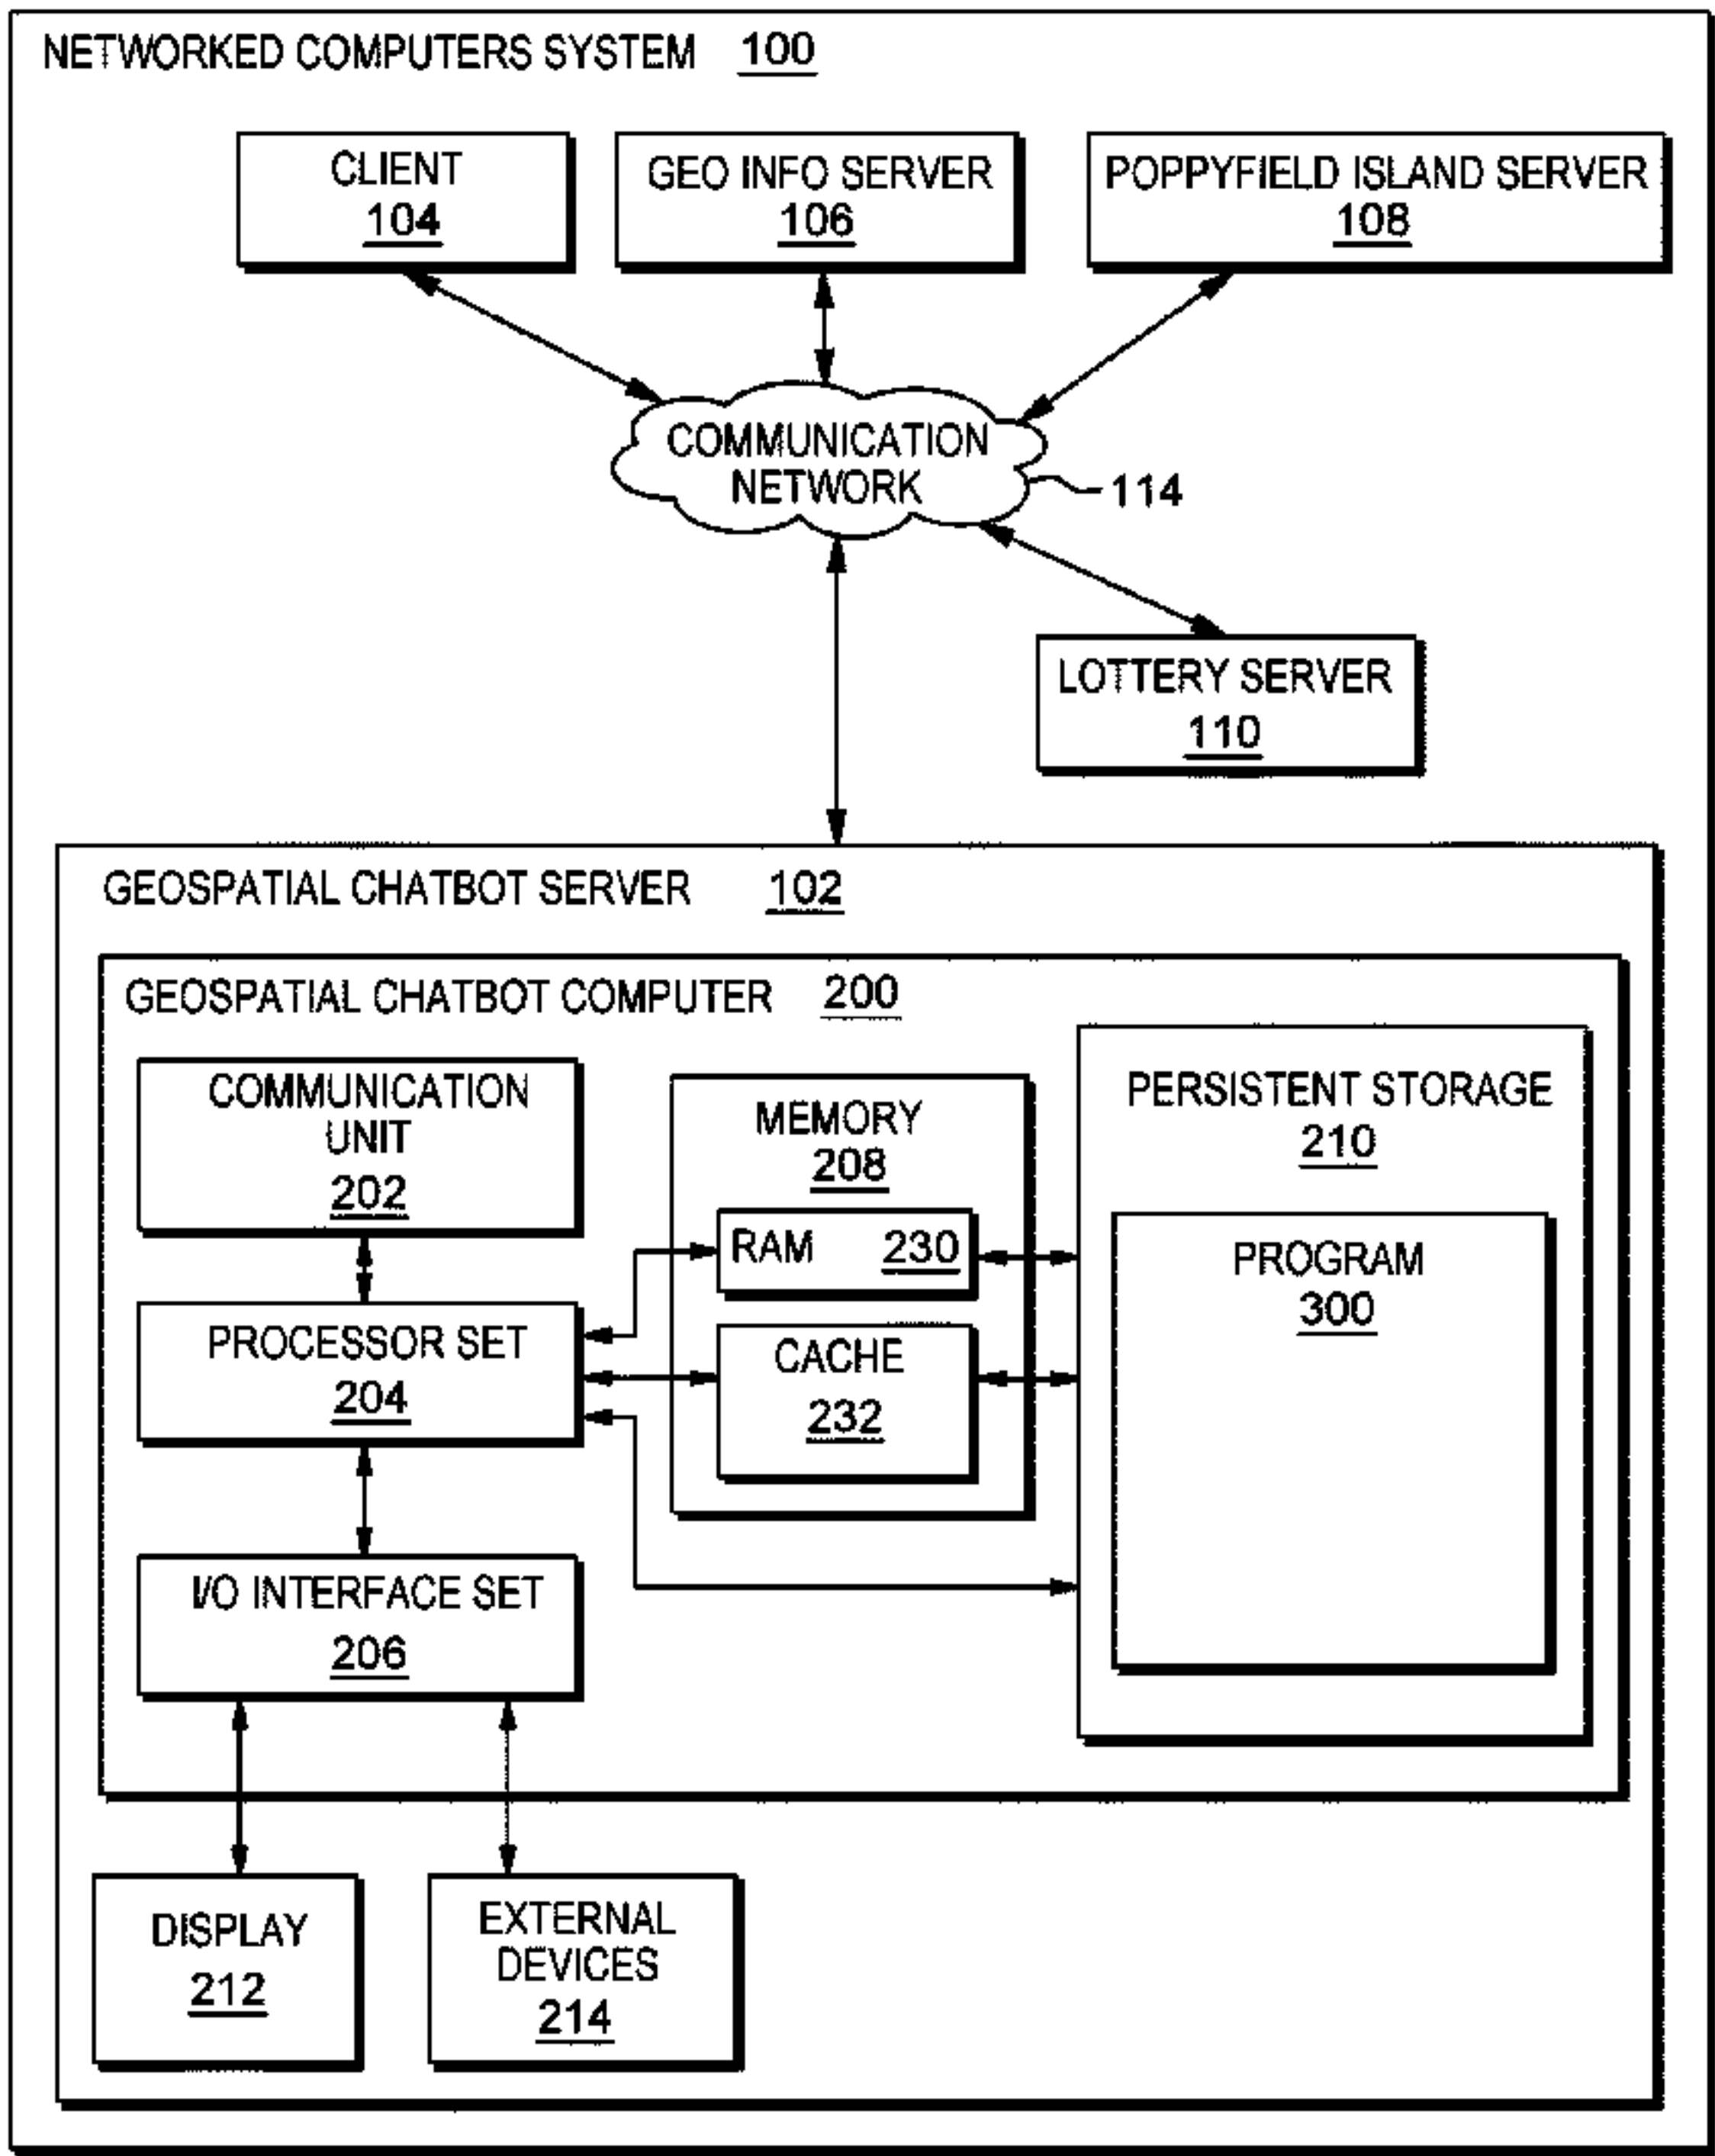 NETWORKED COMPUTERS SYSTEM 100
CLIENT
104
GEO INFO SERVER
106
POPPYFIELD ISLAND SERVER
108
COMMUNICATION
NETWORK
114
LOTTERY SERVER
110
GEOSPATIAL CHATBOT SERVER 102
GEOSPATIAL CHATBOT COMPUTER 200
COMMUNICATION
UNIT
202
PROCESSOR SET
204
I/O INTERFACE SET
206
MEMORY
208
RAM 230
CACHE
232
PERSISTENT STORAGE
210
PROGRAM
300
DISPLAY
212
EXTERNAL
DEVICES
214